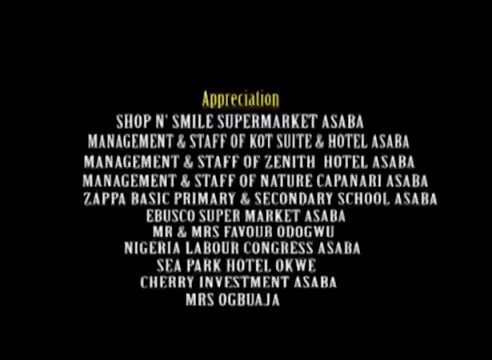 Appreciation
SHOP N' SMILE SUPERMARKET ASABA
MANAGEMENT & STAFF OF KOT SUITE & HOTEL ASABA
MANAGEMENT & STAFF OF ZENITH HOTEL ASABA
MANAGEMENT & STAFF OF NATURE CAPANARI ASABA
ZAPPA BASIC PRIMARY & SECONDARY SCHOOL ASABA
EBUSCO SUPER MARKET ASABA
MR & MRS FAVOUR ODOGWU
NIGERIA LABOUR CONGRESS ASABA
SEA PARK HOTEL OKWE
CHERRY INVESTMENT ASABA
MRS OGBUAJA